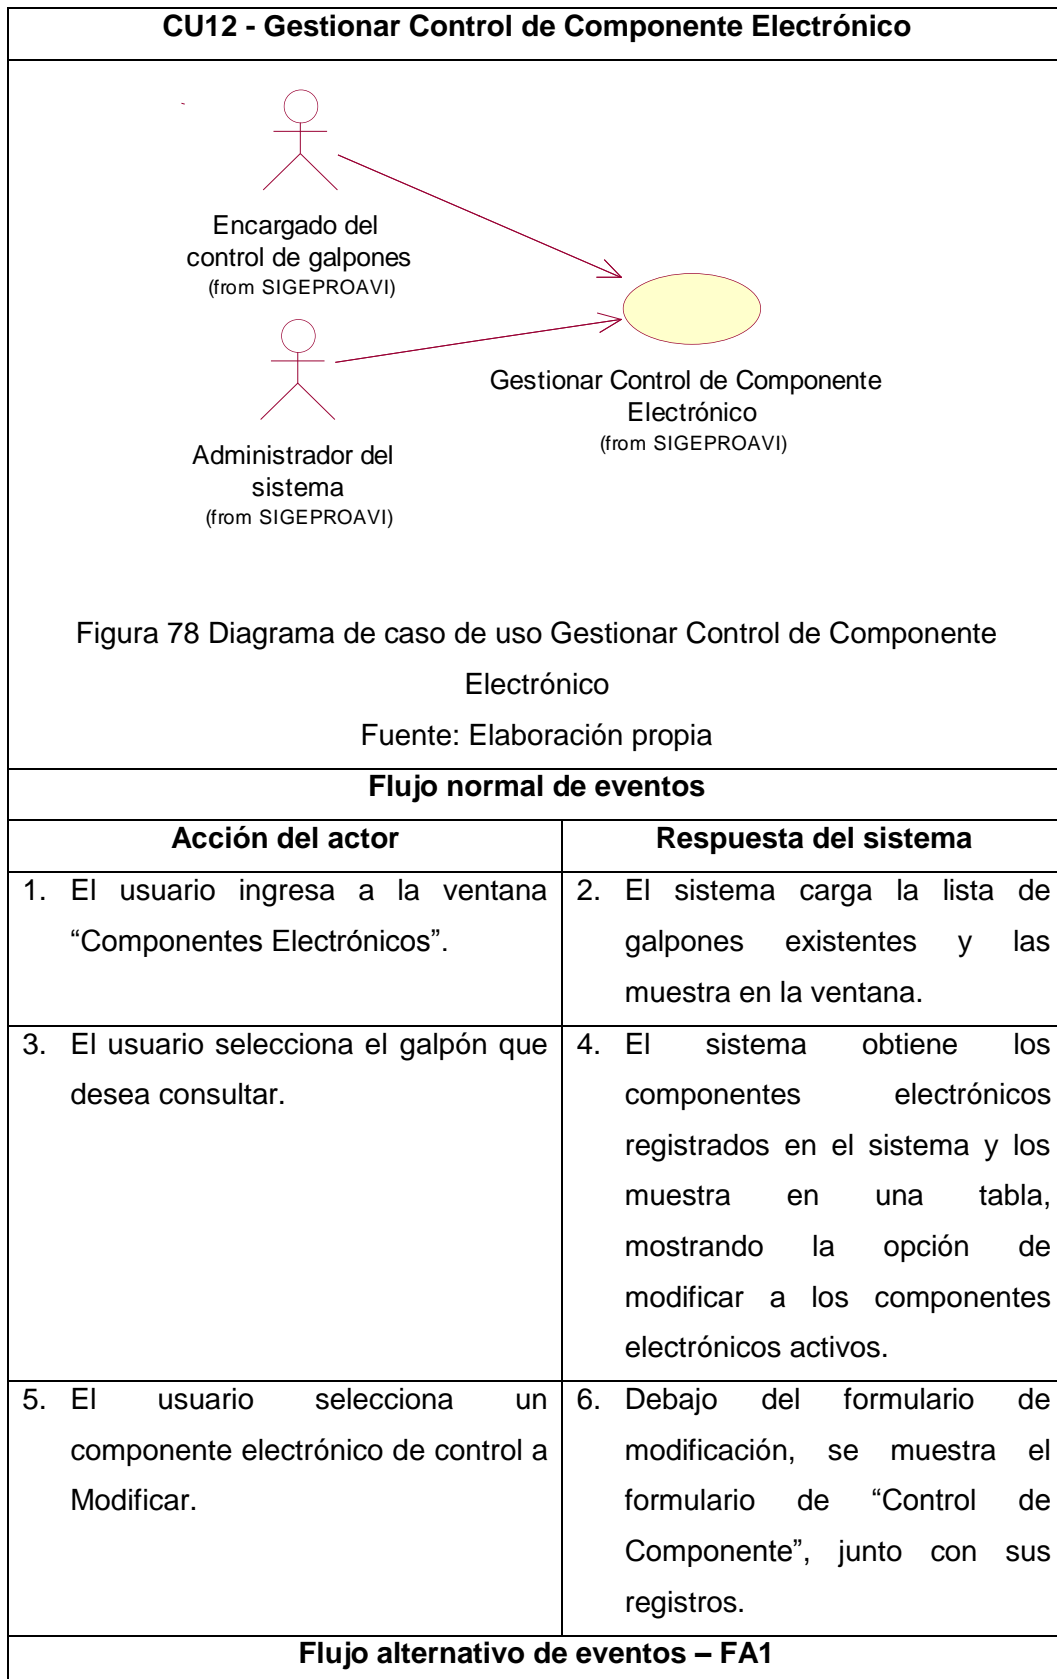 CU12 - Gestionar Control de Componente Electrónico
Encargado del
control de galpones
(from SIGEPROAVI)
Gestionar Control de Componente
Electrónico
(from SIGEPROAVI)
Administrador del
sistema
(from SIGEPROAVI)
Figura 78 Diagrama de caso de uso Gestionar Control de Componente
Electrónico
Fuente: Elaboración propia
Flujo normal de eventos
Acción del actor
Respuesta del sistema
1. El usuario ingresa a la ventana
“Componentes Electrónicos”.
2. El sistema carga la lista de
galpones existentes y las
muestra en la ventana.
3. El usuario selecciona el galpón que
desea consultar.
4. El sistema obtiene los
componentes electrónicos
registrados en el sistema y los
muestra en una tabla,
mostrando la opción de
modificar a los componentes
electrónicos activos.
5. El usuario selecciona un
componente electrónico de control a
Modificar.
6. Debajo del formulario de
modificación, se muestra el
formulario de “Control de
Componente”, junto con sus
registros.
Flujo alternativo de eventos – FA1